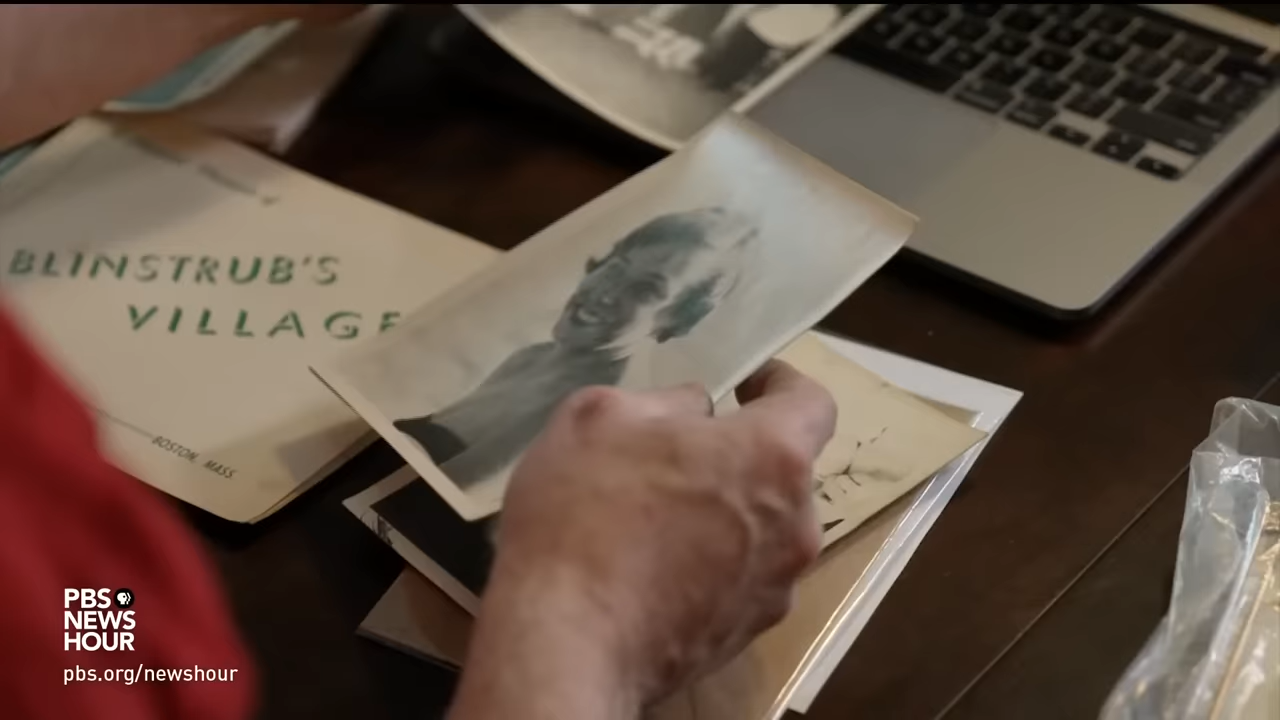 BLINSTRUB'S
VILLAGE
BOSTON, MASS.
PBS
NEWS
HOUR
pbs.org/newshour